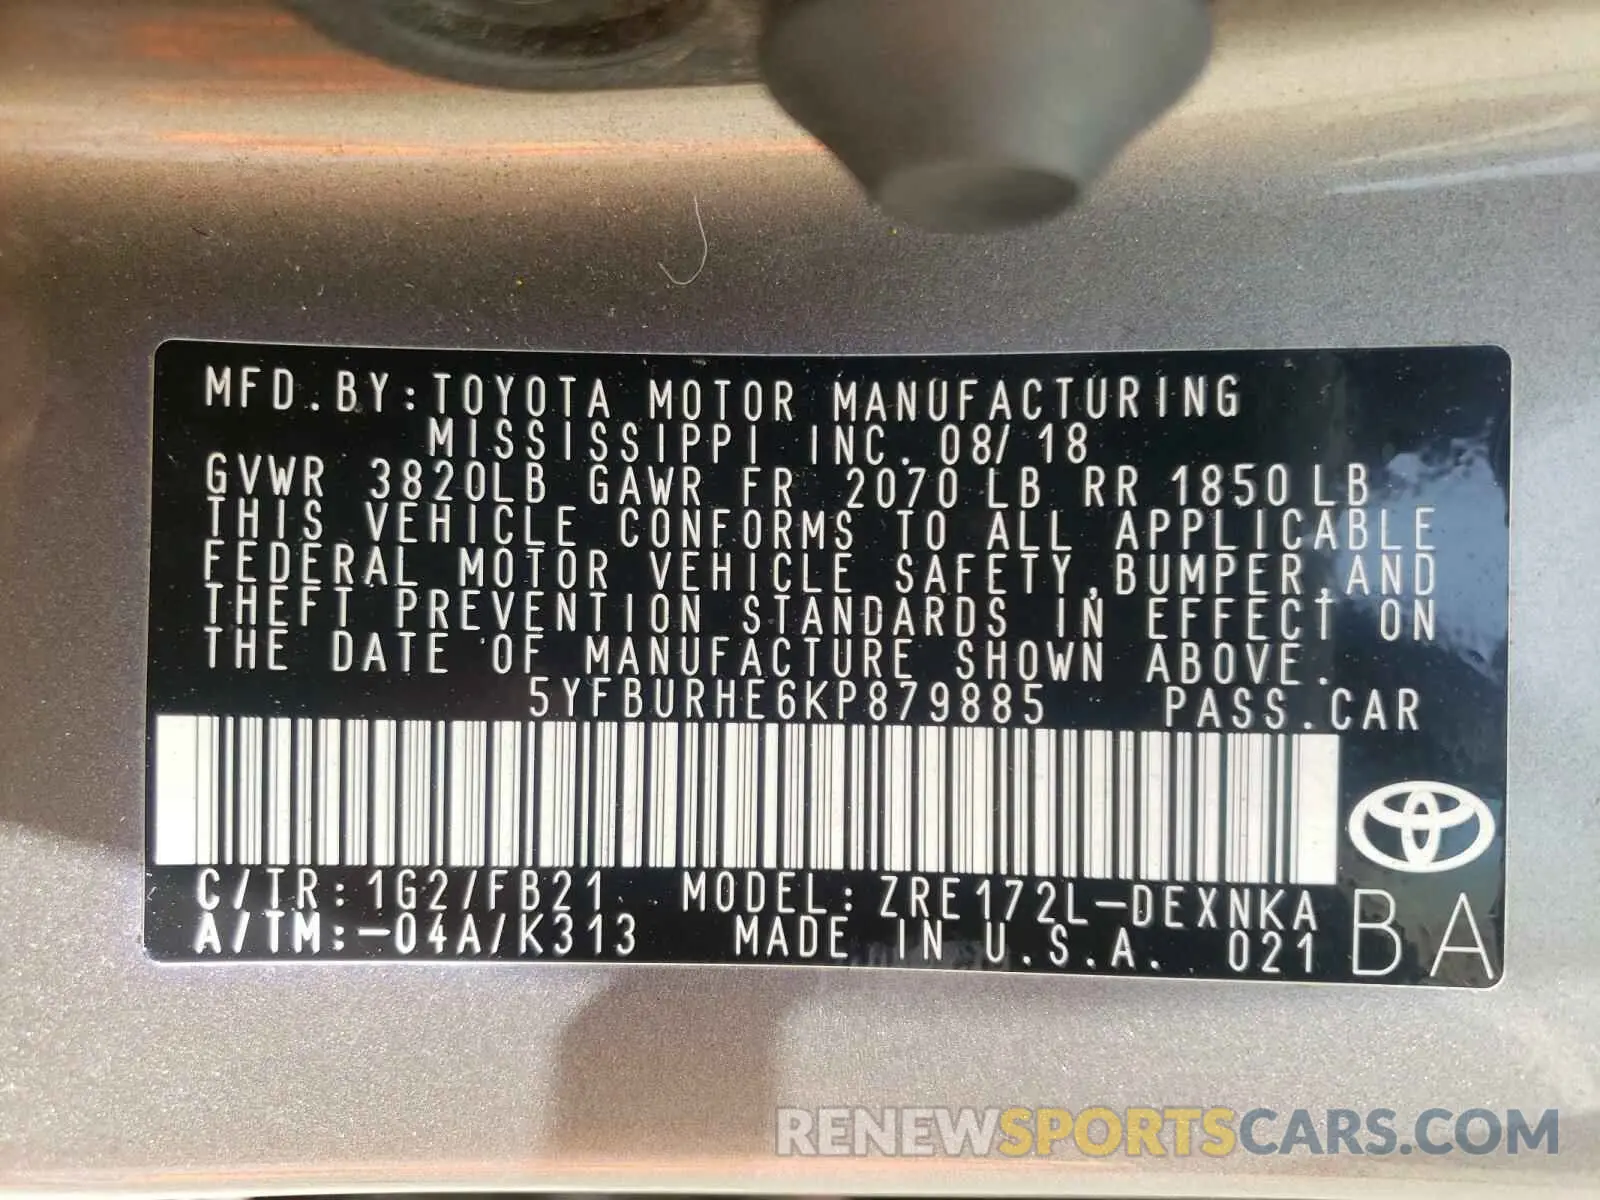 MFD.BY:TOYOTA MOTOR MANUFACTURING
MISSISSIPPI INC. 08/18
GVWR 3820LB GAWR FR 2070LB RR 1850LB
THIS VEHICLE CONFORMS TO ALL APPLICABLE
FEDERAL MOTOR VEHICLE SAFETY,BUMPER,AND
THEFT PREVENTION STANDARDS IN EFFECT ON
THE DATE OF MANUFACTURE SHOWN ABOVE.
5YFBURHE6KP879885 PASS.CAR
C/TR:1G2/FB21 MODEL:ZRE172L-DEXNKA
A/TM:-04A/K313 MADE IN U.S.A. 021
BA
RENEWSPORTSCARS.COM